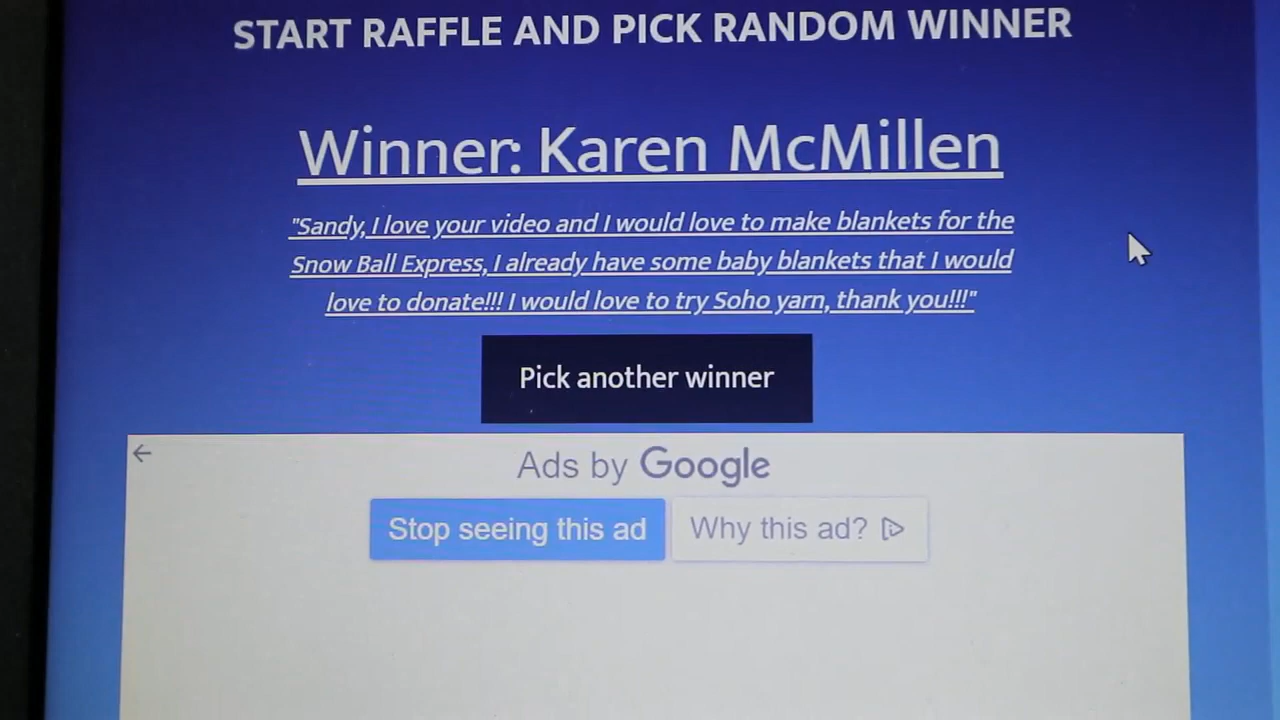 START RAFFLE AND PICK RANDOM WINNER
Winner: Karen McMillen
"Sandy, I love your video and I would love to make blankets for the
Snow Ball Express, I already have some baby blankets that I would
love to donate!!! I would love to try Soho yarn, thank you!!!"
Pick another winner
Ads by Google
Stop seeing this ad
Why this ad?